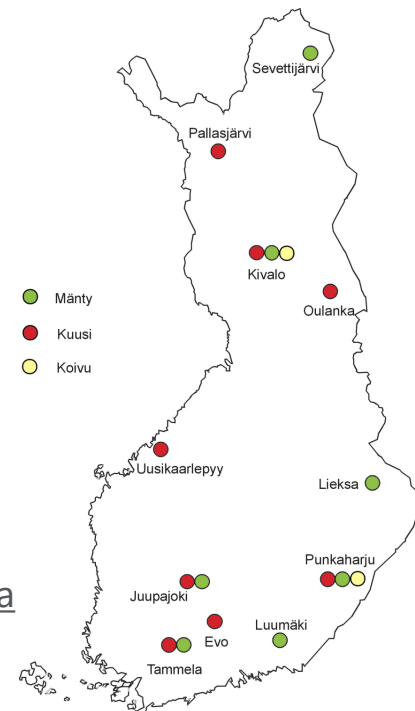 Sevettijärvi
Pallasjärvi
Kivalo
Oulanka
Mänty
Kuusi
Koivu
Uusikaarlepyy
Lieksa
Punkaharju
Juupajoki
a
Evo
Luumäki
Tammela